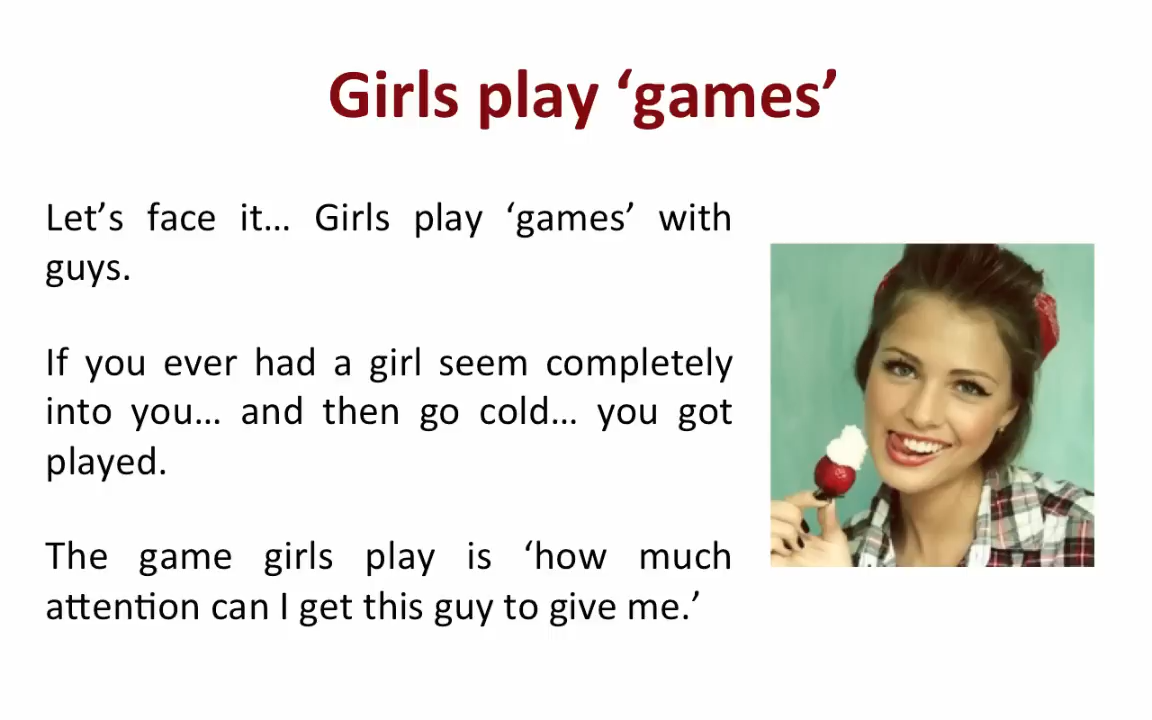 Girls play ‘games’
Let’s face it… Girls play ‘games’ with
guys.
If you ever had a girl seem completely
into you… and then go cold… you got
played.
The game girls play is ‘how much
attention can I get this guy to give me.’